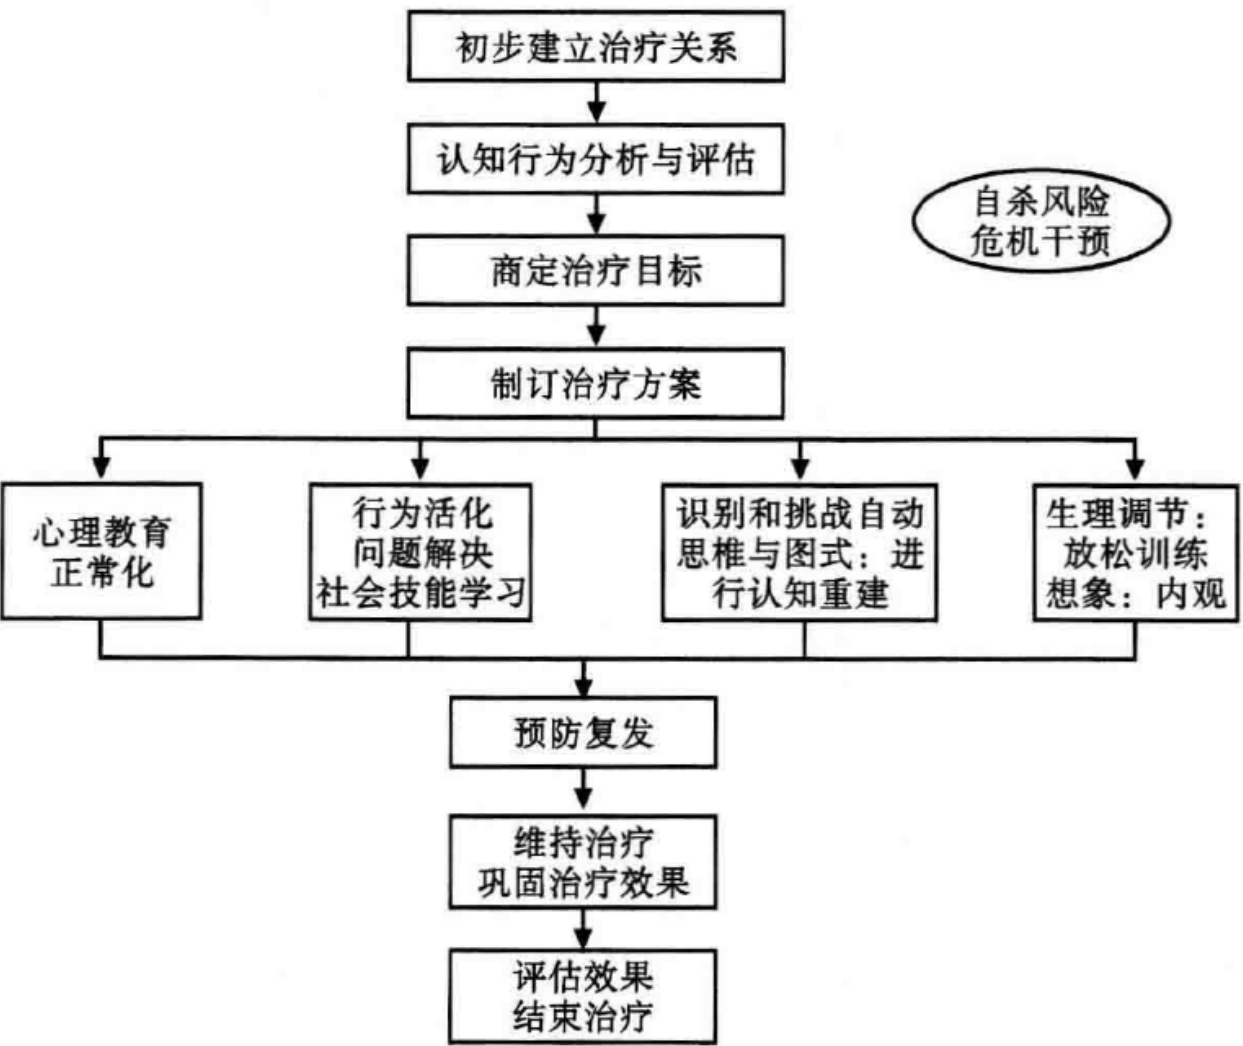 初步建立治疗关系
认知行为分析与评估
自杀风险
危机干预
商定治疗目标
制订治疗方案
心理教育
正常化
行为活化
问题解决
社会技能学习
识别和挑战自动
思椎与图式：进
行认知重建
生理调节：
放松训练
想象：内观
预防复发
维持治疗
巩固治疗效果
评估效果
结束治疗